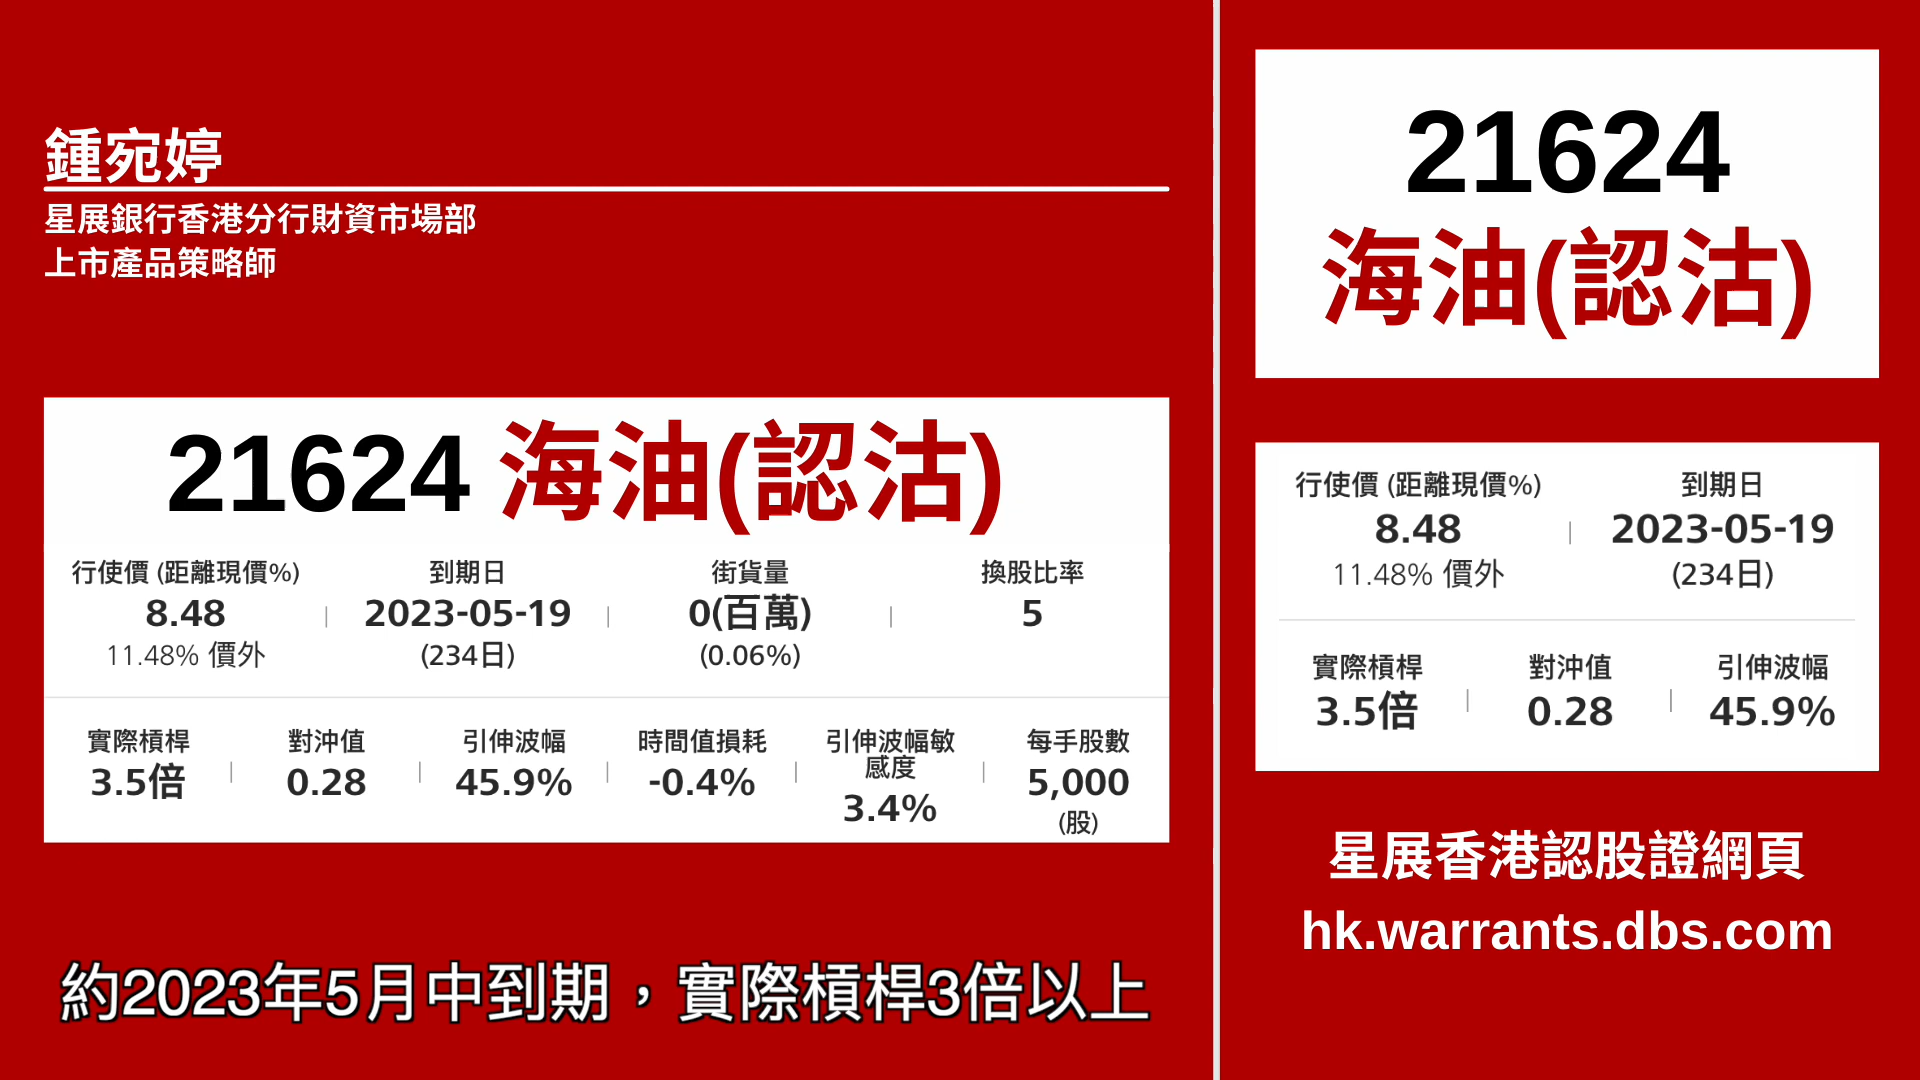 鍾宛婷
星展銀行香港分行財資市場部
上市產品策略師
21624 海油(認沽)
行使價 (距離現價%)
8.48
11.48% 價外
到期日
2023-05-19
(234日)
街貨量
0(百萬)
(0.06%)
換股比率
5
實際槓桿
3.5倍
對沖值
0.28
引伸波幅
45.9%
時間值損耗
-0.4%
引伸波幅敏
感度
3.4%
每手股數
5,000
(股)
約2023年5月中到期，實際槓桿3倍以上
21624
海油(認沽)
行使價 (距離現價%)
8.48
11.48% 價外
到期日
2023-05-19
(234日)
實際槓桿
3.5倍
對沖值
0.28
引伸波幅
45.9%
星展香港認股證網頁
hk.warrants.dbs.com